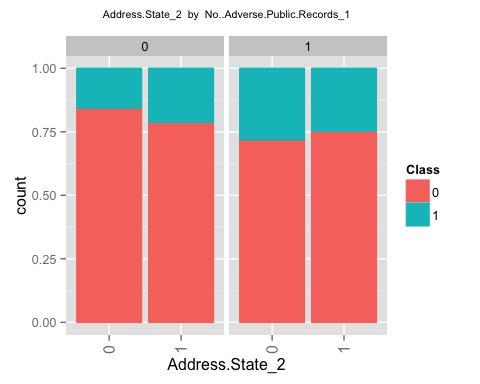 Address.State_2 by No..Adverse.Public.Records_1
0 1
1.00
0.75
0.50
0.25
0.00
count
0 1 0 1
Address.State_2
Class
0
1